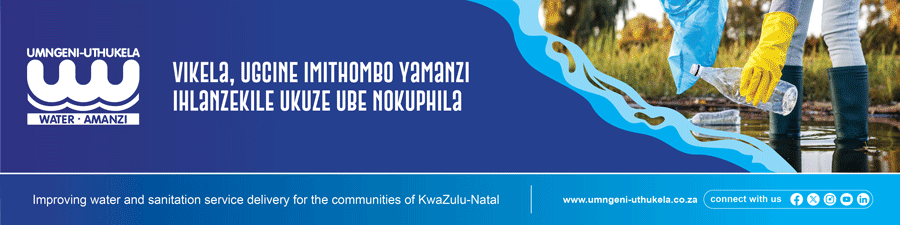 UMNGENI-UTHUKELA
WATER · AMANZI
VIKELA, UGCINE IMITHOMBO YAMANZI
IHLANZEKILE UKUZE UBE NOKUPHILA
Improving water and sanitation service delivery for the communities of KwaZulu-Natal
www.umngeni-uthukela.co.za
connect with us